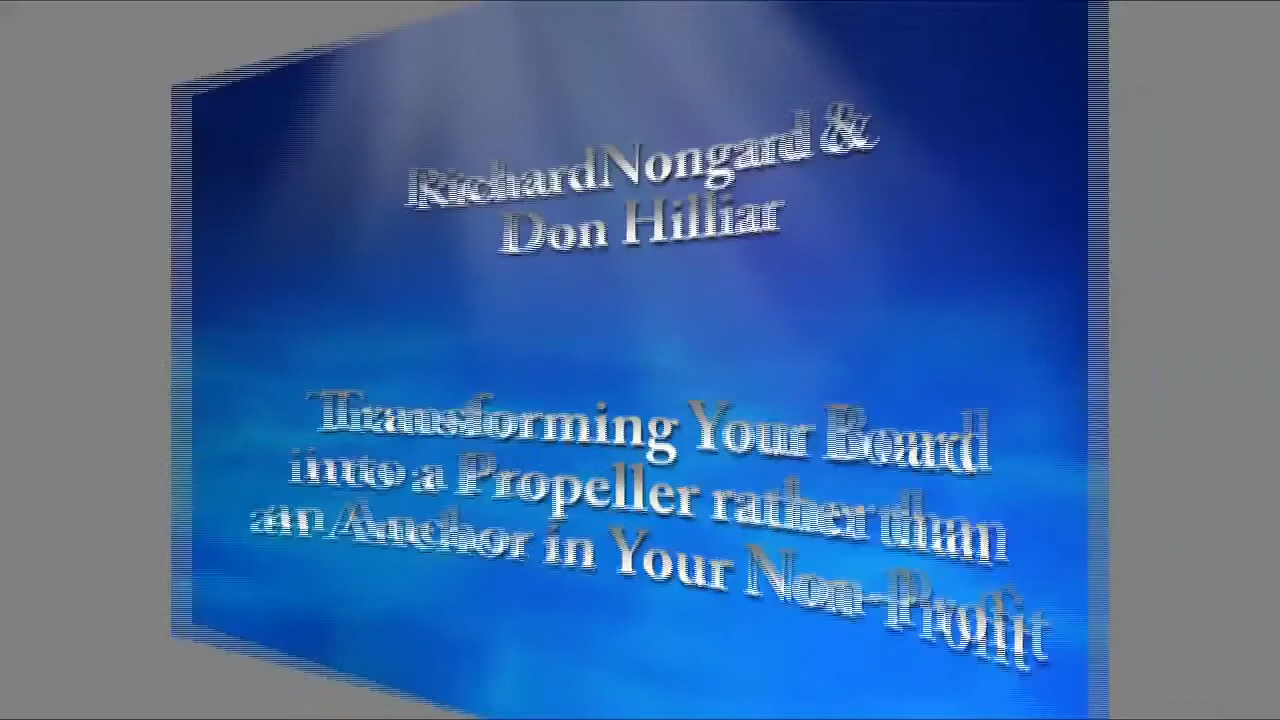 RichardNongard &
Don Hilliar
Transforming Your Board
into a Propeller rather than
an Anchor in Your Non-Profit